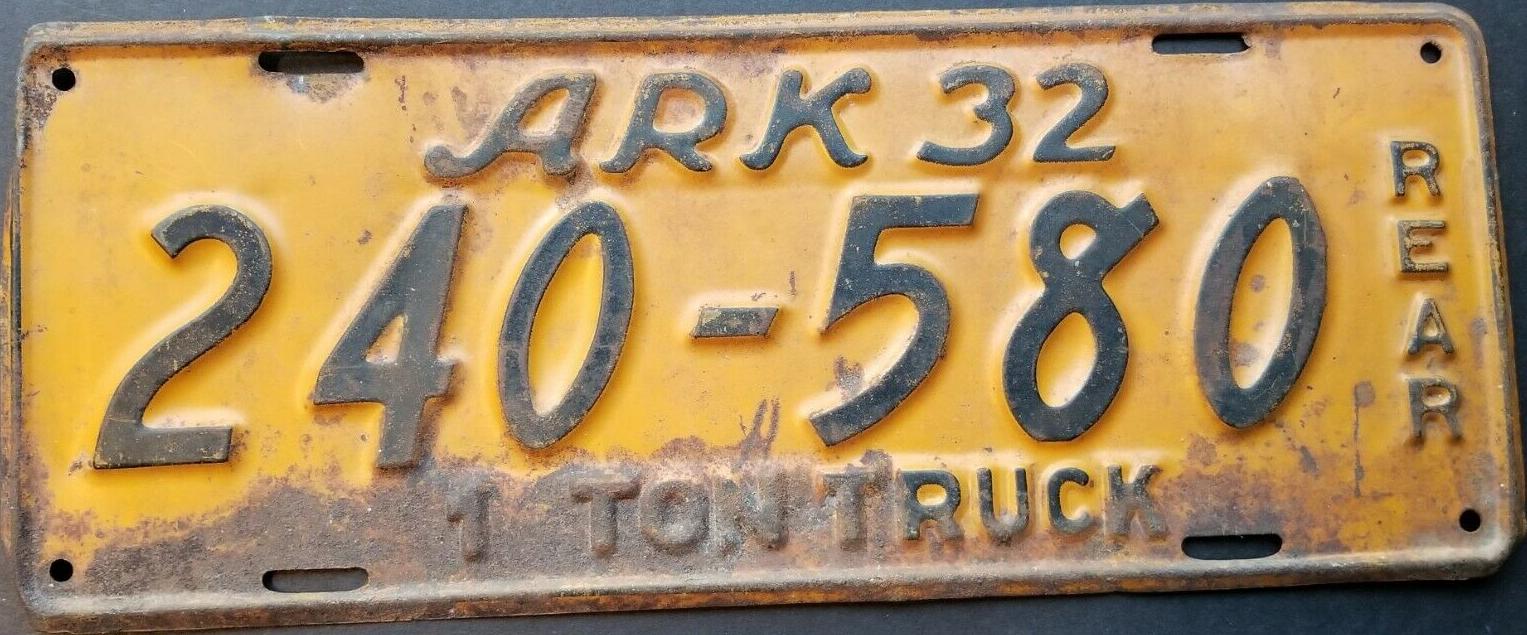 ARK 32
240-580
REAR
1 TON TRUCK